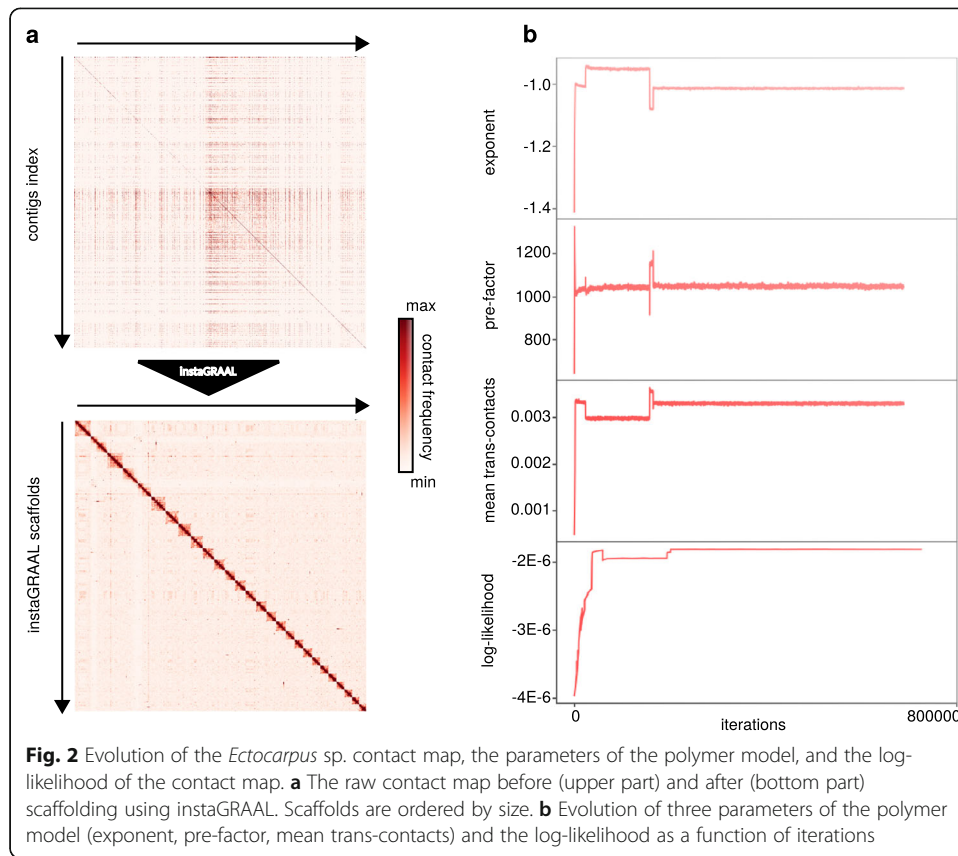 a
contigs index
instaGRAAL
instaGRAAL scaffolds
max
contact frequency
min
b
exponent
-1.0
-1.2
-1.4
pre-factor
1200
1000
800
mean trans-contacts
0.003
0.002
0.001
log-likelihood
-2E-6
-3E-6
-4E-6
0
iterations
800000
Fig. 2 Evolution of the Ectocarpus sp. contact map, the parameters of the polymer model, and the log-
likelihood of the contact map. a The raw contact map before (upper part) and after (bottom part)
scaffolding using instaGRAAL. Scaffolds are ordered by size. b Evolution of three parameters of the polymer
model (exponent, pre-factor, mean trans-contacts) and the log-likelihood as a function of iterations